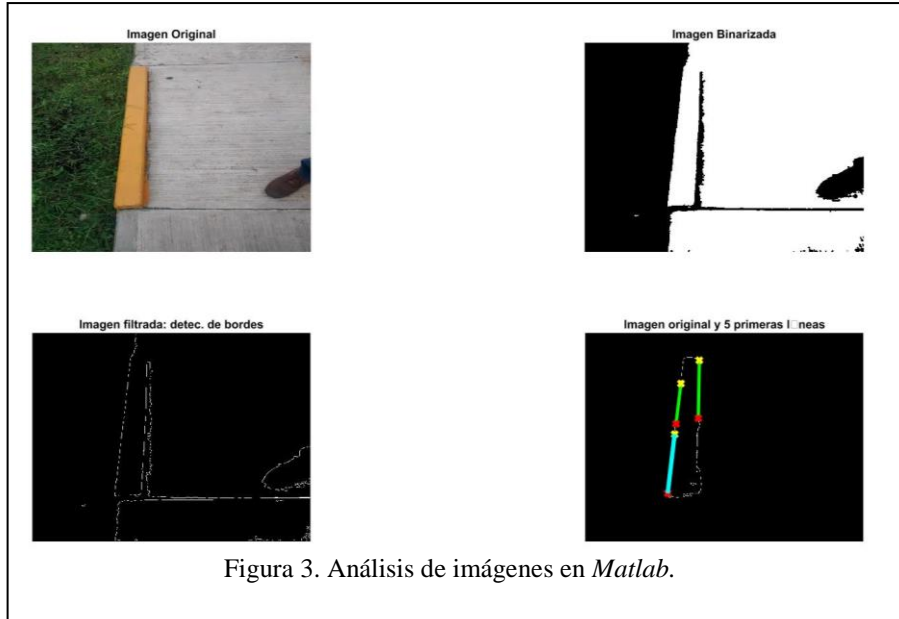 Imagen Original
Imagen Binarizada
Imagen filtrada: detec. de bordes
Imagen original y 5 primeras l□neas
Figura 3. Análisis de imágenes en Matlab.